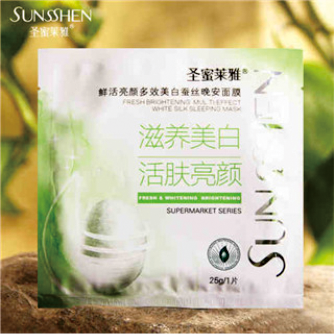 SUNSSHEN
圣蜜莱雅®
圣蜜莱雅®
鲜活亮颜多效美白蚕丝晚安面膜
FRESH BRIGHTENING MULTI-EFFECT
WHITE SILK SLEEPING MASK
滋养美白
活肤亮颜
FRESH & WHITENING BRIGHTENING
SUPERMARKET SERIES
SUNSSHEN
25g/1片